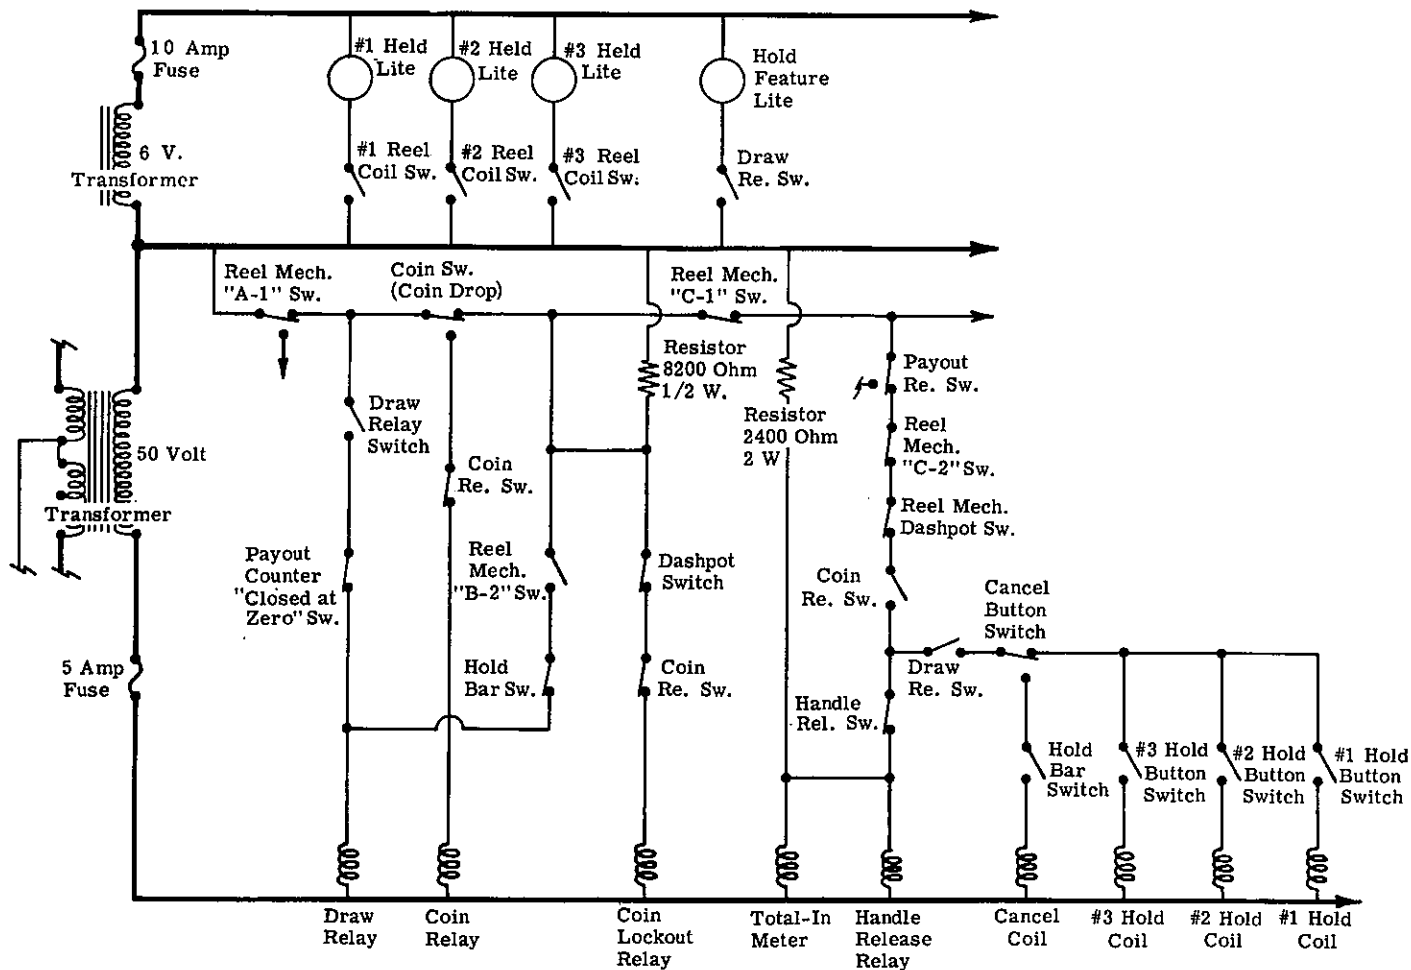 10 Amp
Fuse
#1 Held
Lite
#2 Held
Lite
#3 Held
Lite
Hold
Feature
Lite
6 V.
Transformer
#1 Reel
Coil Sw.
#2 Reel
Coil Sw.
#3 Reel
Coil Sw.
Draw
Re. Sw.
Reel Mech.
"A-1" Sw.
Coin Sw.
(Coin Drop)
Reel Mech.
"C-1" Sw.
Resistor
8200 Ohm
1/2 W.
Payout
Re. Sw.
Draw
Relay
Switch
Resistor
2400 Ohm
2 W
Reel
Mech.
"C-2" Sw.
50 Volt
Transformer
Coin
Re. Sw.
Reel Mech.
Dashpot Sw.
Payout
Counter
"Closed at
Zero" Sw.
Reel
Mech.
"B-2" Sw.
Dashpot
Switch
Coin
Re. Sw.
Cancel
Button
Switch
5 Amp
Fuse
Hold
Bar Sw.
Coin
Re. Sw.
Draw
Re. Sw.
Handle
Rel. Sw.
Hold
Bar
Switch
#3 Hold
Button
Switch
#2 Hold
Button
Switch
#1 Hold
Button
Switch
Draw
Relay
Coin
Relay
Coin
Lockout
Relay
Total-In
Meter
Handle
Release
Relay
Cancel
Coil
#3 Hold
Coil
#2 Hold
Coil
#1 Hold
Coil